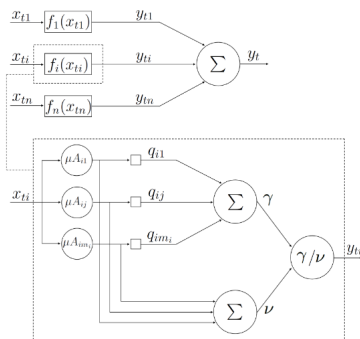 x_{t1} f_1(x_{t1}) y_{t1}
x_{ti} f_i(x_{ti}) y_{ti} ∑ y_t
x_{tn} f_n(x_{tn}) y_{tn}
μA_{i1} q_{i1}
x_{ti} μA_{ij} q_{ij} ∑ γ
μA_{im_i} q_{im_i} γ/ν y_{ti}
∑ ν